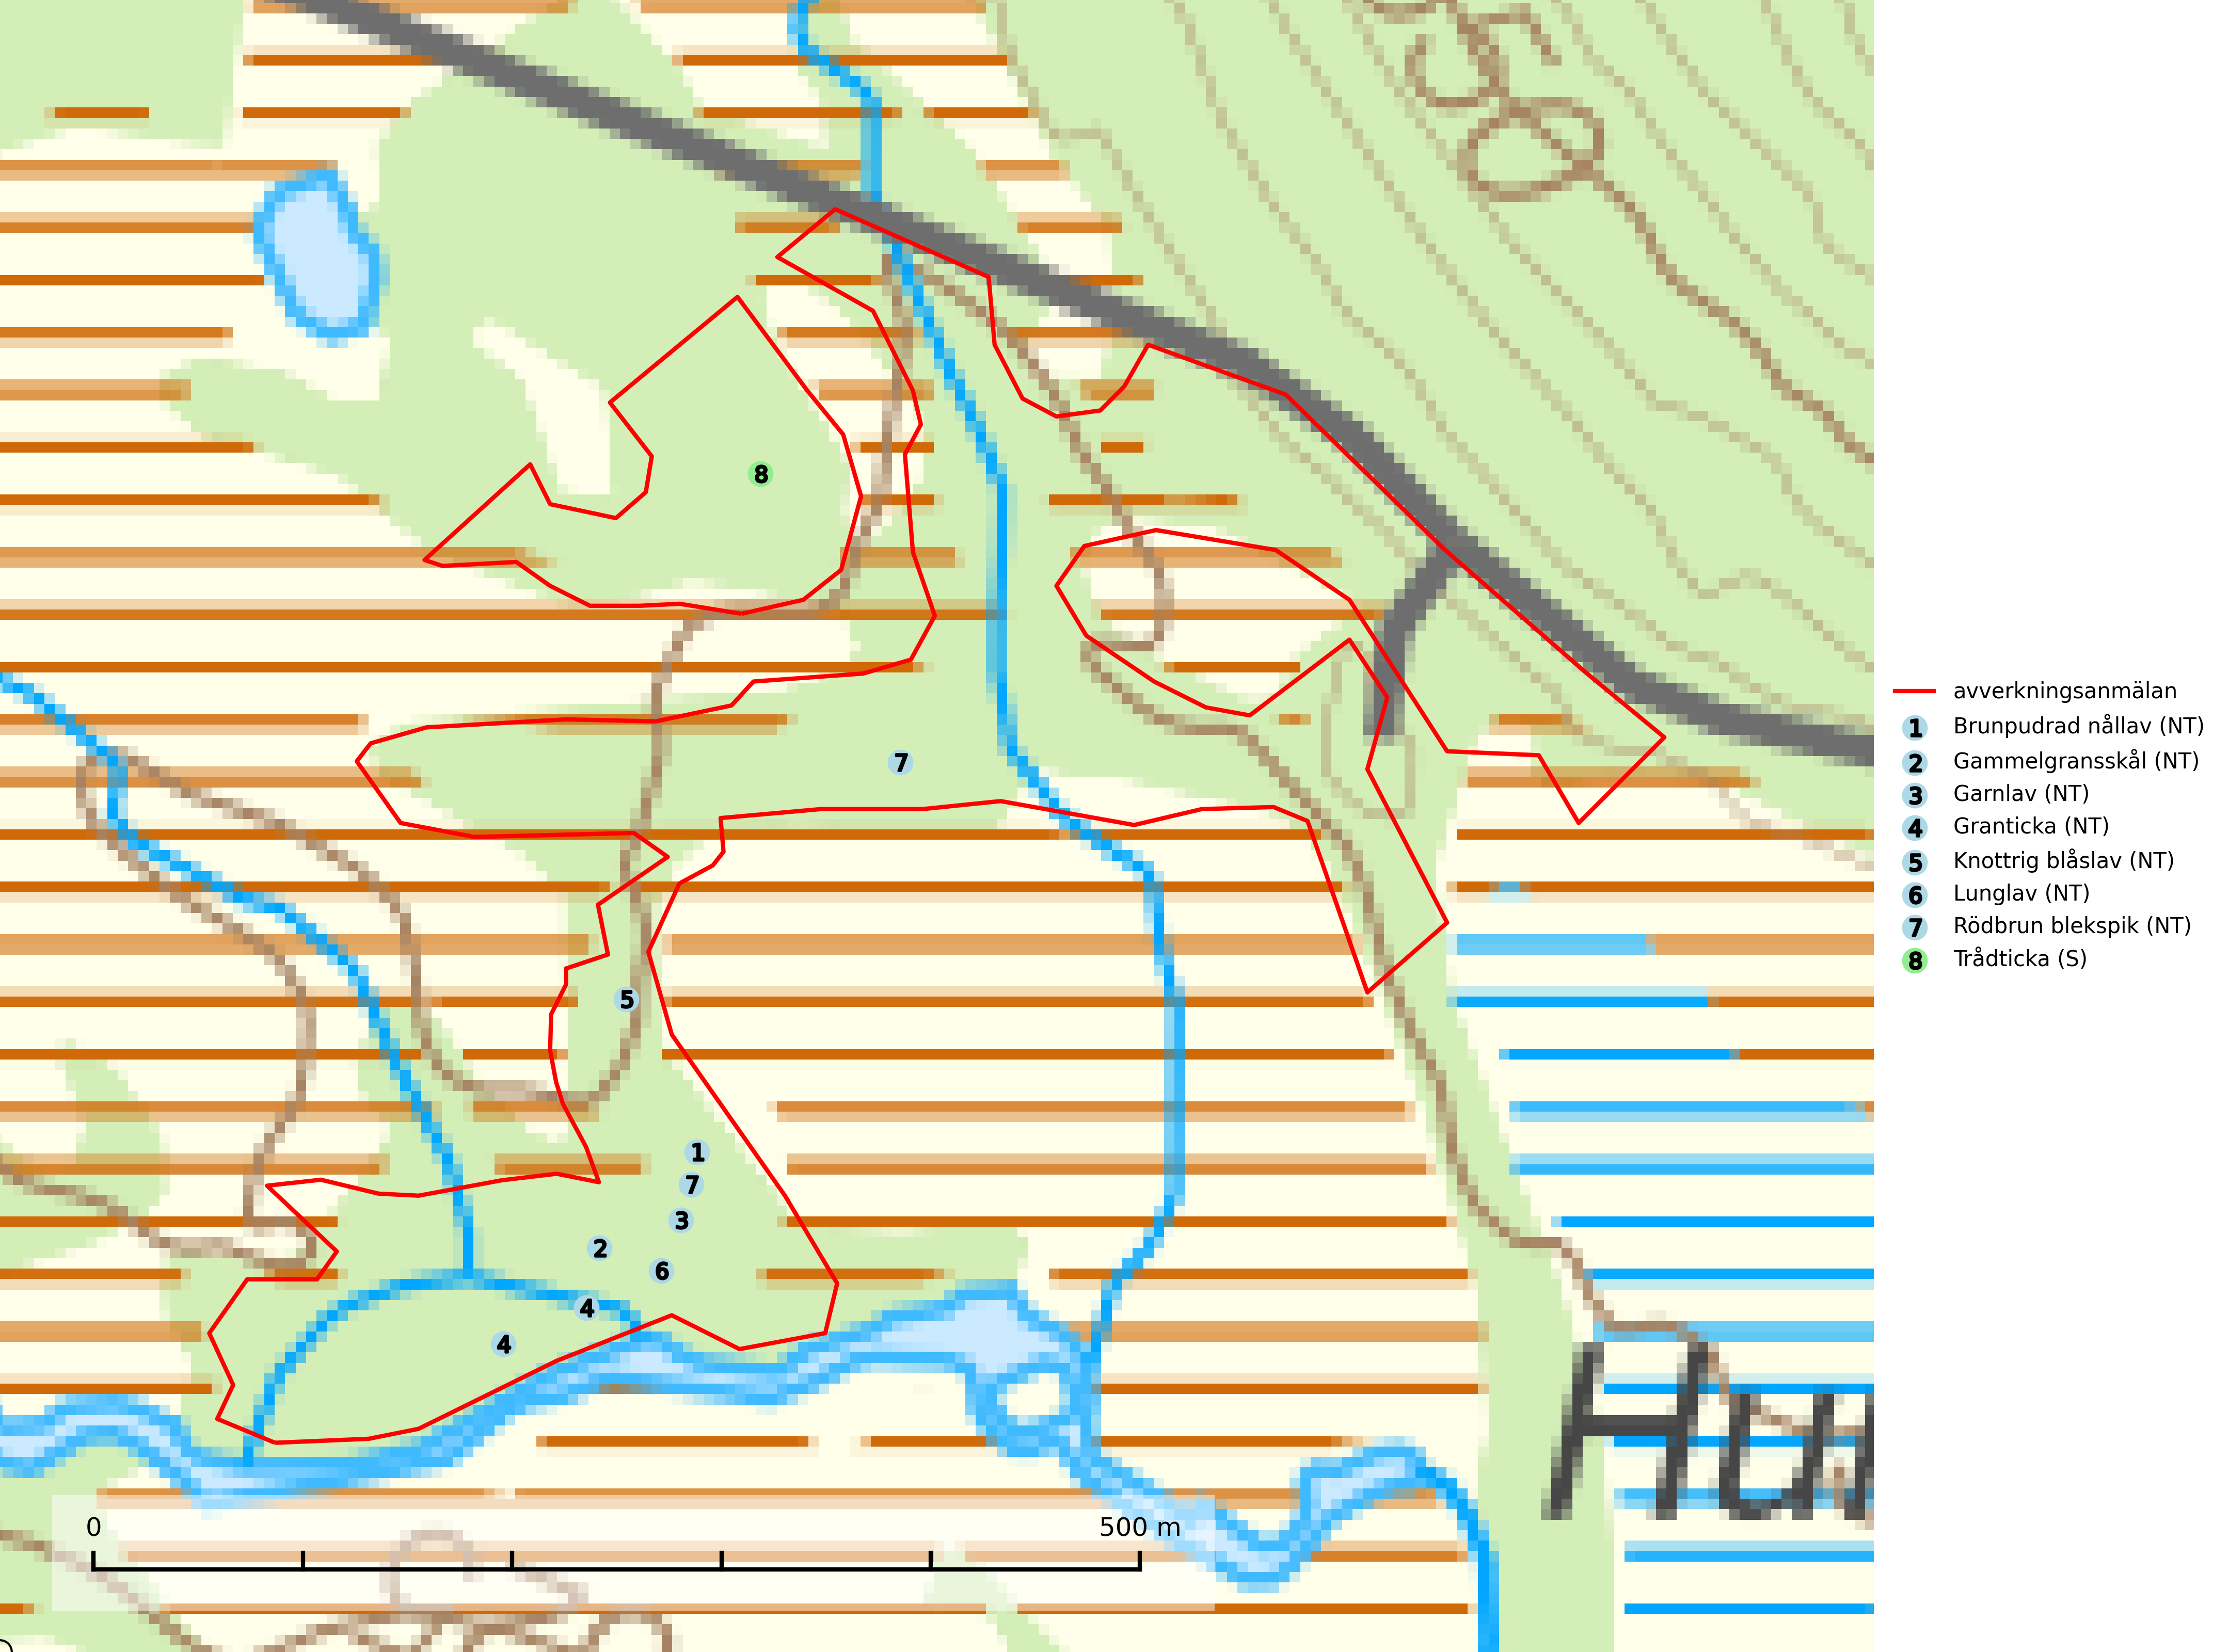 8
7
5
1
7
3
2
6
4
4
0 500 m
avverkningsanmälan
1 Brunpudrad nållav (NT)
2 Gammelgransskål (NT)
3 Garnlav (NT)
4 Granticka (NT)
5 Knottrig blåslav (NT)
6 Lunglav (NT)
7 Rödbrun blekspik (NT)
8 Trådticka (S)